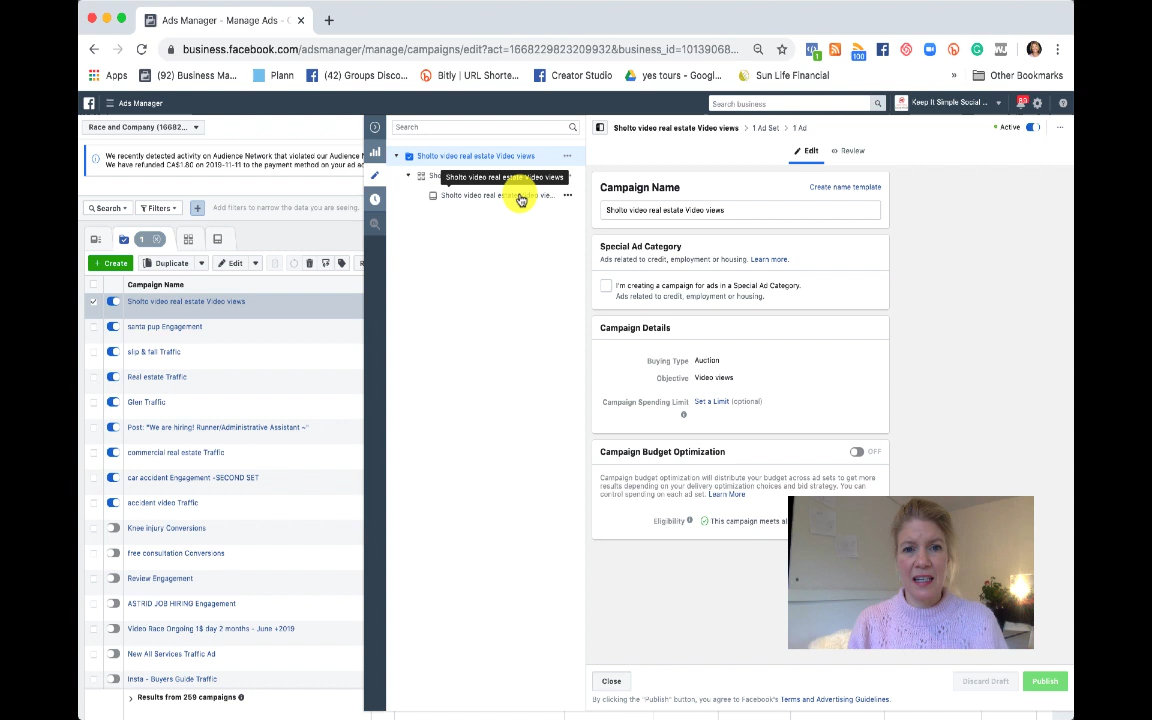 Ads Manager - Manage Ads - C
business.facebook.com/adsmanager/manage/campaigns/edit?act=1668229823209932&business_id=10139068...
1
100
Apps
(92) Business Ma...
Plann
(42) Groups Disco...
Bitly | URL Shorte...
Creator Studio
yes tours – Googl...
Sun Life Financial
»
Other Bookmarks
Ads Manager
Search business
Keep It Simple Social ...
Race and Company (16682...
Search
Sholto video real estate Video views
1 Ad Set
1 Ad
Active
We recently detected activity on Audience Network that violated our Audience N
We have refunded CA$1.80 on 2019-11-11 to the payment method on your ad ac
Sholto video real estate Video views
Sho
Sholto video real estate Video views
Sholto video real estate Video vie...
Edit
Review
Campaign Name
Create name template
Sholto video real estate Video views
Search
Filters
Add filters to narrow the data you are seeing.
1
Special Ad Category
Ads related to credit, employment or housing. Learn more.
I'm creating a campaign for ads in a Special Ad Category.
Ads related to credit, employment or housing.
Create
Duplicate
Edit
R
Campaign Name
Sholto video real estate Video views
santa pup Engagement
slip & fall Traffic
Real estate Traffic
Glen Traffic
Post: "We are hiring! Runner/Administrative Assistant ~"
commercial real estate Traffic
car accident Engagement -SECOND SET
accident video Traffic
Knee injury Conversions
free consultation Conversions
Review Engagement
ASTRID JOB HIRING Engagement
Video Race Ongoing 1$ day 2 months - June +2019
New All Services Traffic Ad
Insta - Buyers Guide Traffic
Results from 259 campaigns
Campaign Details
Buying Type Auction
Objective Video views
Campaign Spending Limit Set a Limit (optional)
Campaign Budget Optimization
OFF
Campaign budget optimization will distribute your budget across ad sets to get more
results depending on your delivery optimization choices and bid strategy. You can
control spending on each ad set. Learn More
Eligibility This campaign meets al
Close
Discard Draft
Publish
By clicking the "Publish" button, you agree to Facebook's Terms and Advertising Guidelines.